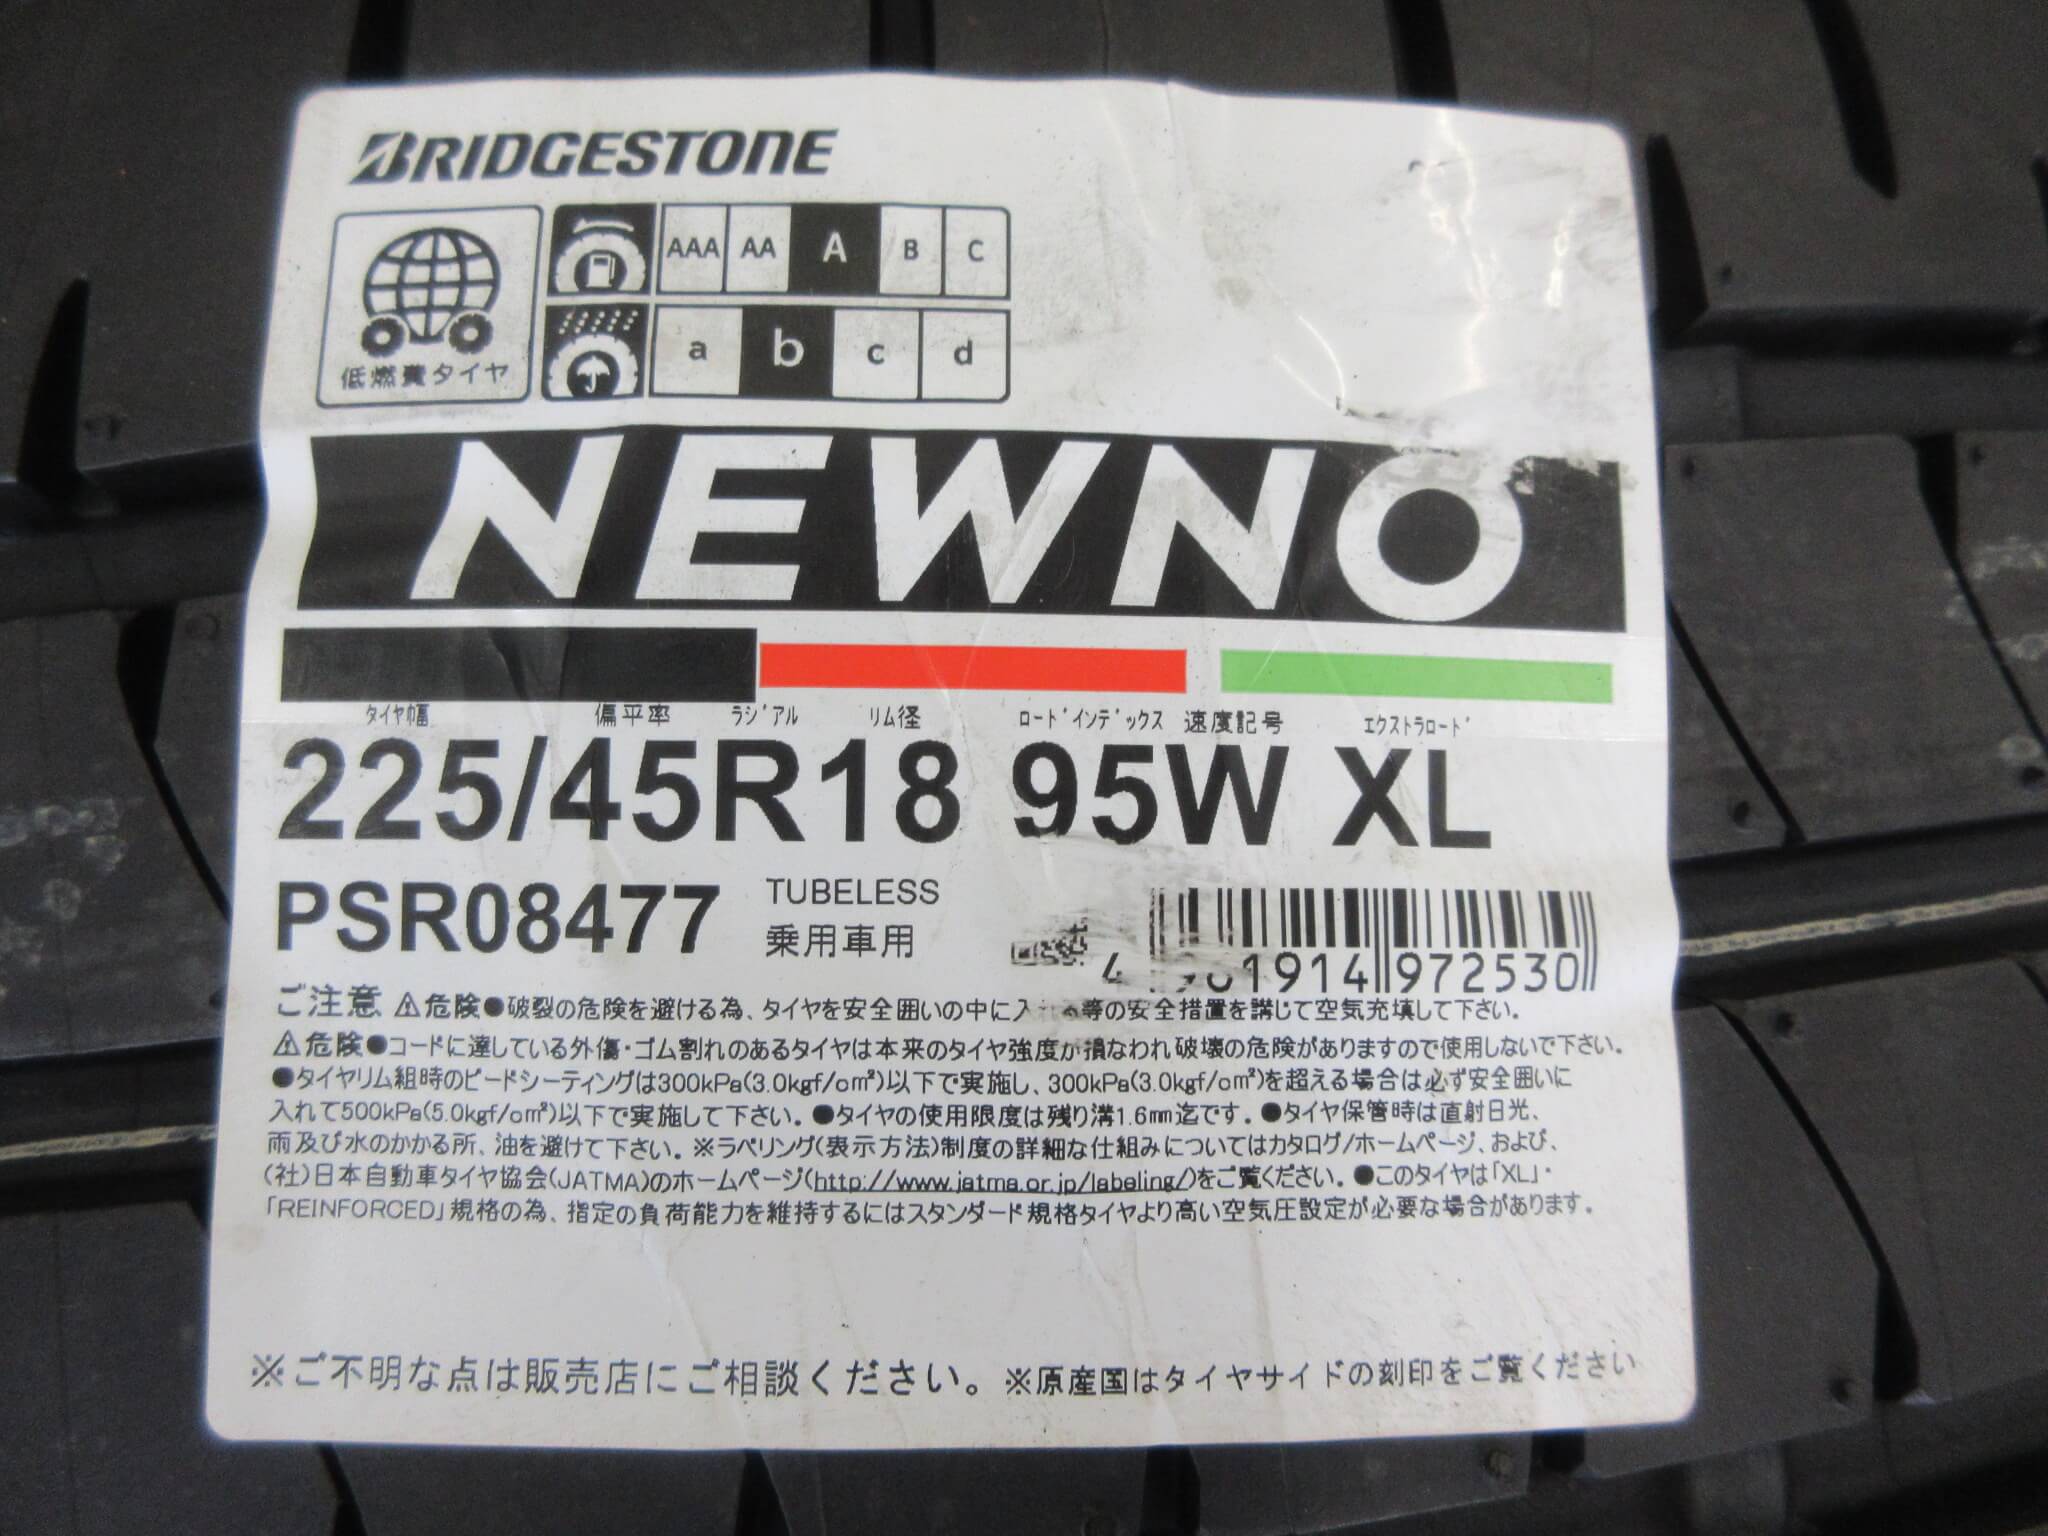 BRIDGESTONE
低燃費タイヤ
AAA AA A B C
a b c d
NEWNO
タイヤ幅 偏平率 ラジアル リム径 ロードインデックス 速度記号 エクストラロード
225/45R18 95W XL
PSR08477 TUBELESS
乗用車用
4 901914 972530
ご注意 ⚠危険●破裂の危険を避ける為、タイヤを安全囲いの中に入れる等の安全措置を講じて空気充填して下さい。
⚠危険●コードに達している外傷・ゴム割れのあるタイヤは本来のタイヤ強度が損なわれ破壊の危険がありますので使用しないで下さい。
●タイヤリム組時のビードシーティングは300kPa(3.0kgf/cm²)以下で実施し、300kPa(3.0kgf/cm²)を超える場合は必ず安全囲いに
入れて500kPa(5.0kgf/cm²)以下で実施して下さい。●タイヤの使用限度は残り溝1.6mm迄です。●タイヤ保管時は直射日光、
雨及び水のかかる所、油を避けて下さい。※ラベリング(表示方法)制度の詳細な仕組みについてはカタログ/ホームページ、および、
(社)日本自動車タイヤ協会(JATMA)のホームページ(http://www.jatma.or.jp/labeling/)をご覧ください。●このタイヤは「XL」・
「REINFORCED」規格の為、指定の負荷能力を維持するにはスタンダード規格タイヤより高い空気圧設定が必要な場合があります。
※ご不明な点は販売店にご相談ください。※原産国はタイヤサイドの刻印をご覧ください